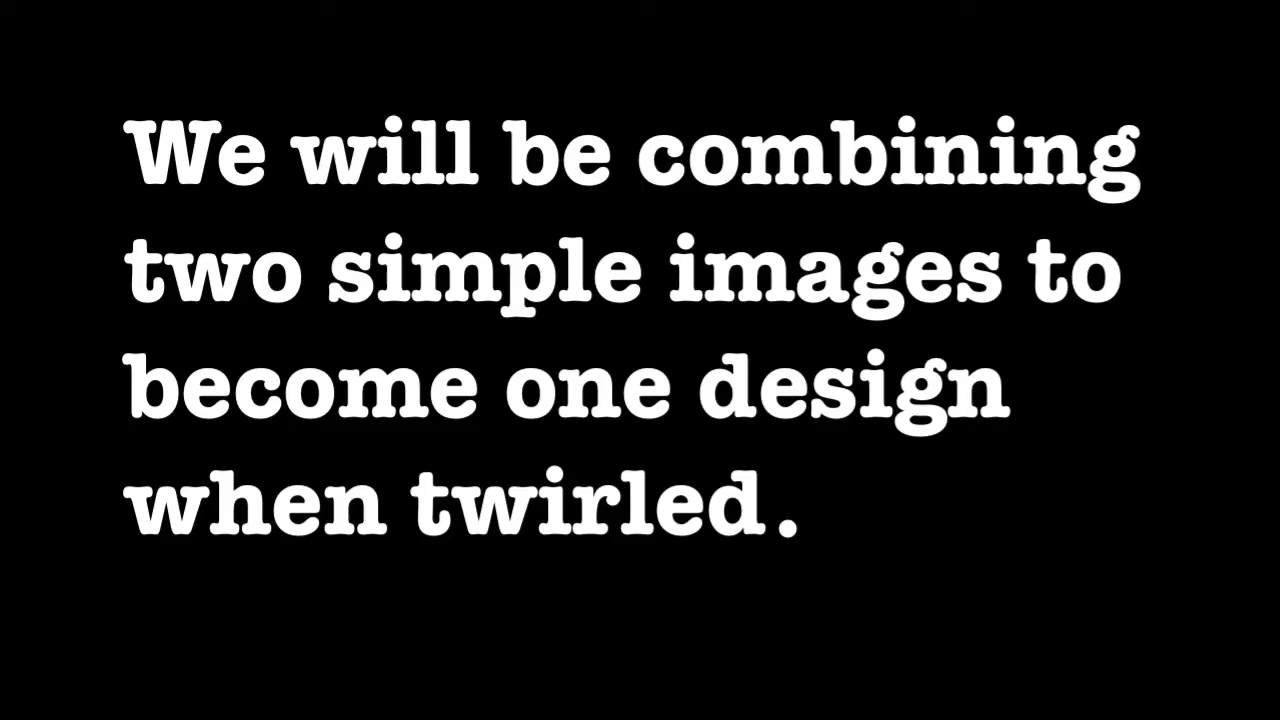 We will be combining
two simple images to
become one design
when twirled.